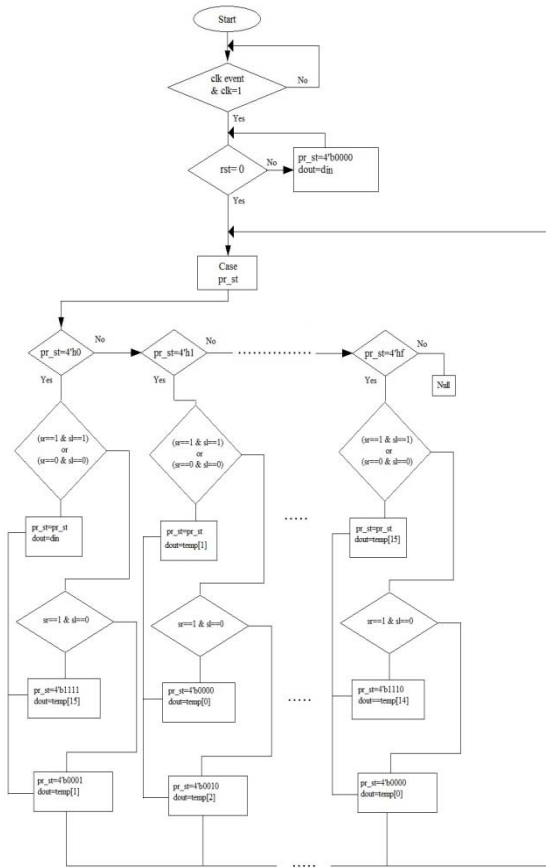 Start
clk event
& clk=1
No
Yes
rst= 0
No
Yes
pr_st=4'b0000
dout=din
Case
pr_st
pr_st=4'h0
No
Yes
pr_st=4'h1
No
Yes
pr_st=4'hf
No
Yes
Null
(sr==1 & sl==1)
or
(sr==0 & sl==0)
(sr==1 & sl==1)
or
(sr==0 & sl==0)
(sr==1 & sl==1)
or
(sr==0 & sl==0)
pr_st=pr_st
dout=din
pr_st=pr_st
dout=temp[1]
pr_st=pr_st
dout=temp[15]
sr==1 & sl==0
sr==1 & sl==0
sr==1 & sl==0
pr_st=4'b1111
dout=temp[15]
pr_st=4'b0000
dout=temp[0]
pr_st=4'b1110
dout==temp[14]
pr_st=4'b0001
dout=temp[1]
pr_st=4'b0010
dout=temp[2]
pr_st=4'b0000
dout=temp[0]